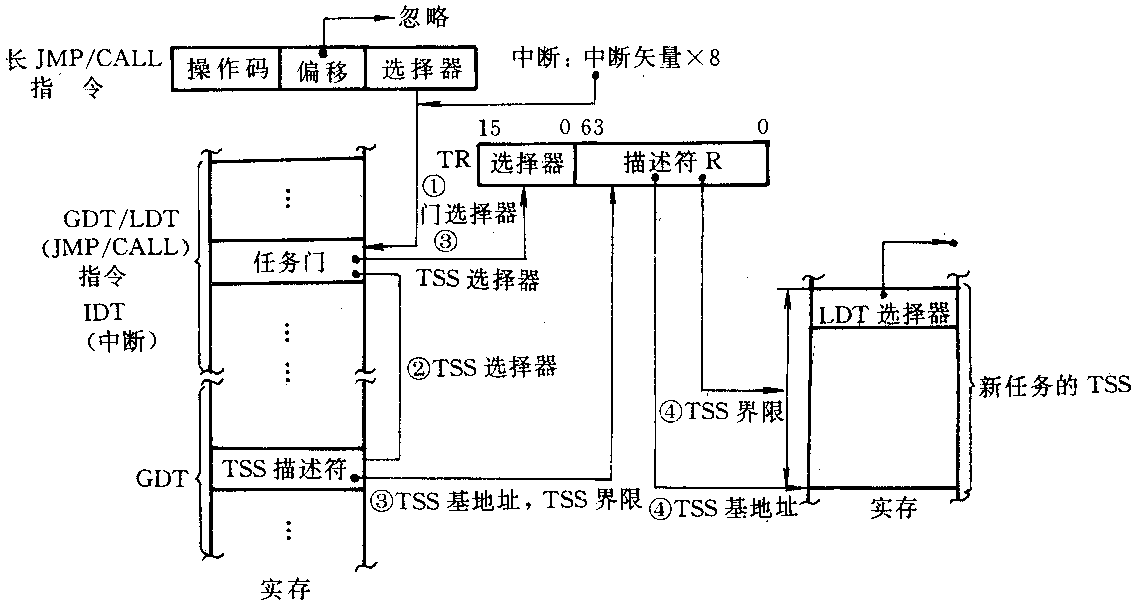 忽略
长 JMP/CALL
指 令
操作码 偏移 选择器
中断：中断矢量×8
15 0 63 0
TR 选择器 描述符 R
①
门选择器
③
GDT/LDT
(JMP/CALL)
指令
IDT
(中断)
⋮
任务门
TSS 选择器
⋮
⋮
②TSS 选择器
LDT 选择器
新任务的 TSS
④TSS 界限
GDT
TSS 描述符
③TSS 基地址，TSS 界限
④TSS 基地址
实存
⋮
实存